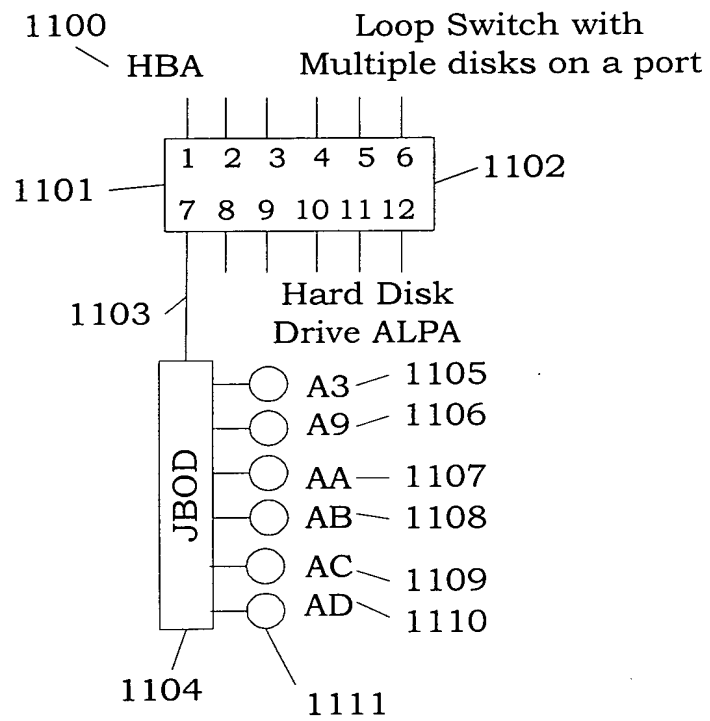 1100
HBA
Loop Switch with
Multiple disks on a port
1 2 3 4 5 6
1101
1102
7 8 9 10 11 12
1103
Hard Disk
Drive ALPA
JBOD
A3 1105
A9 1106
AA 1107
AB 1108
AC 1109
AD 1110
1104
1111